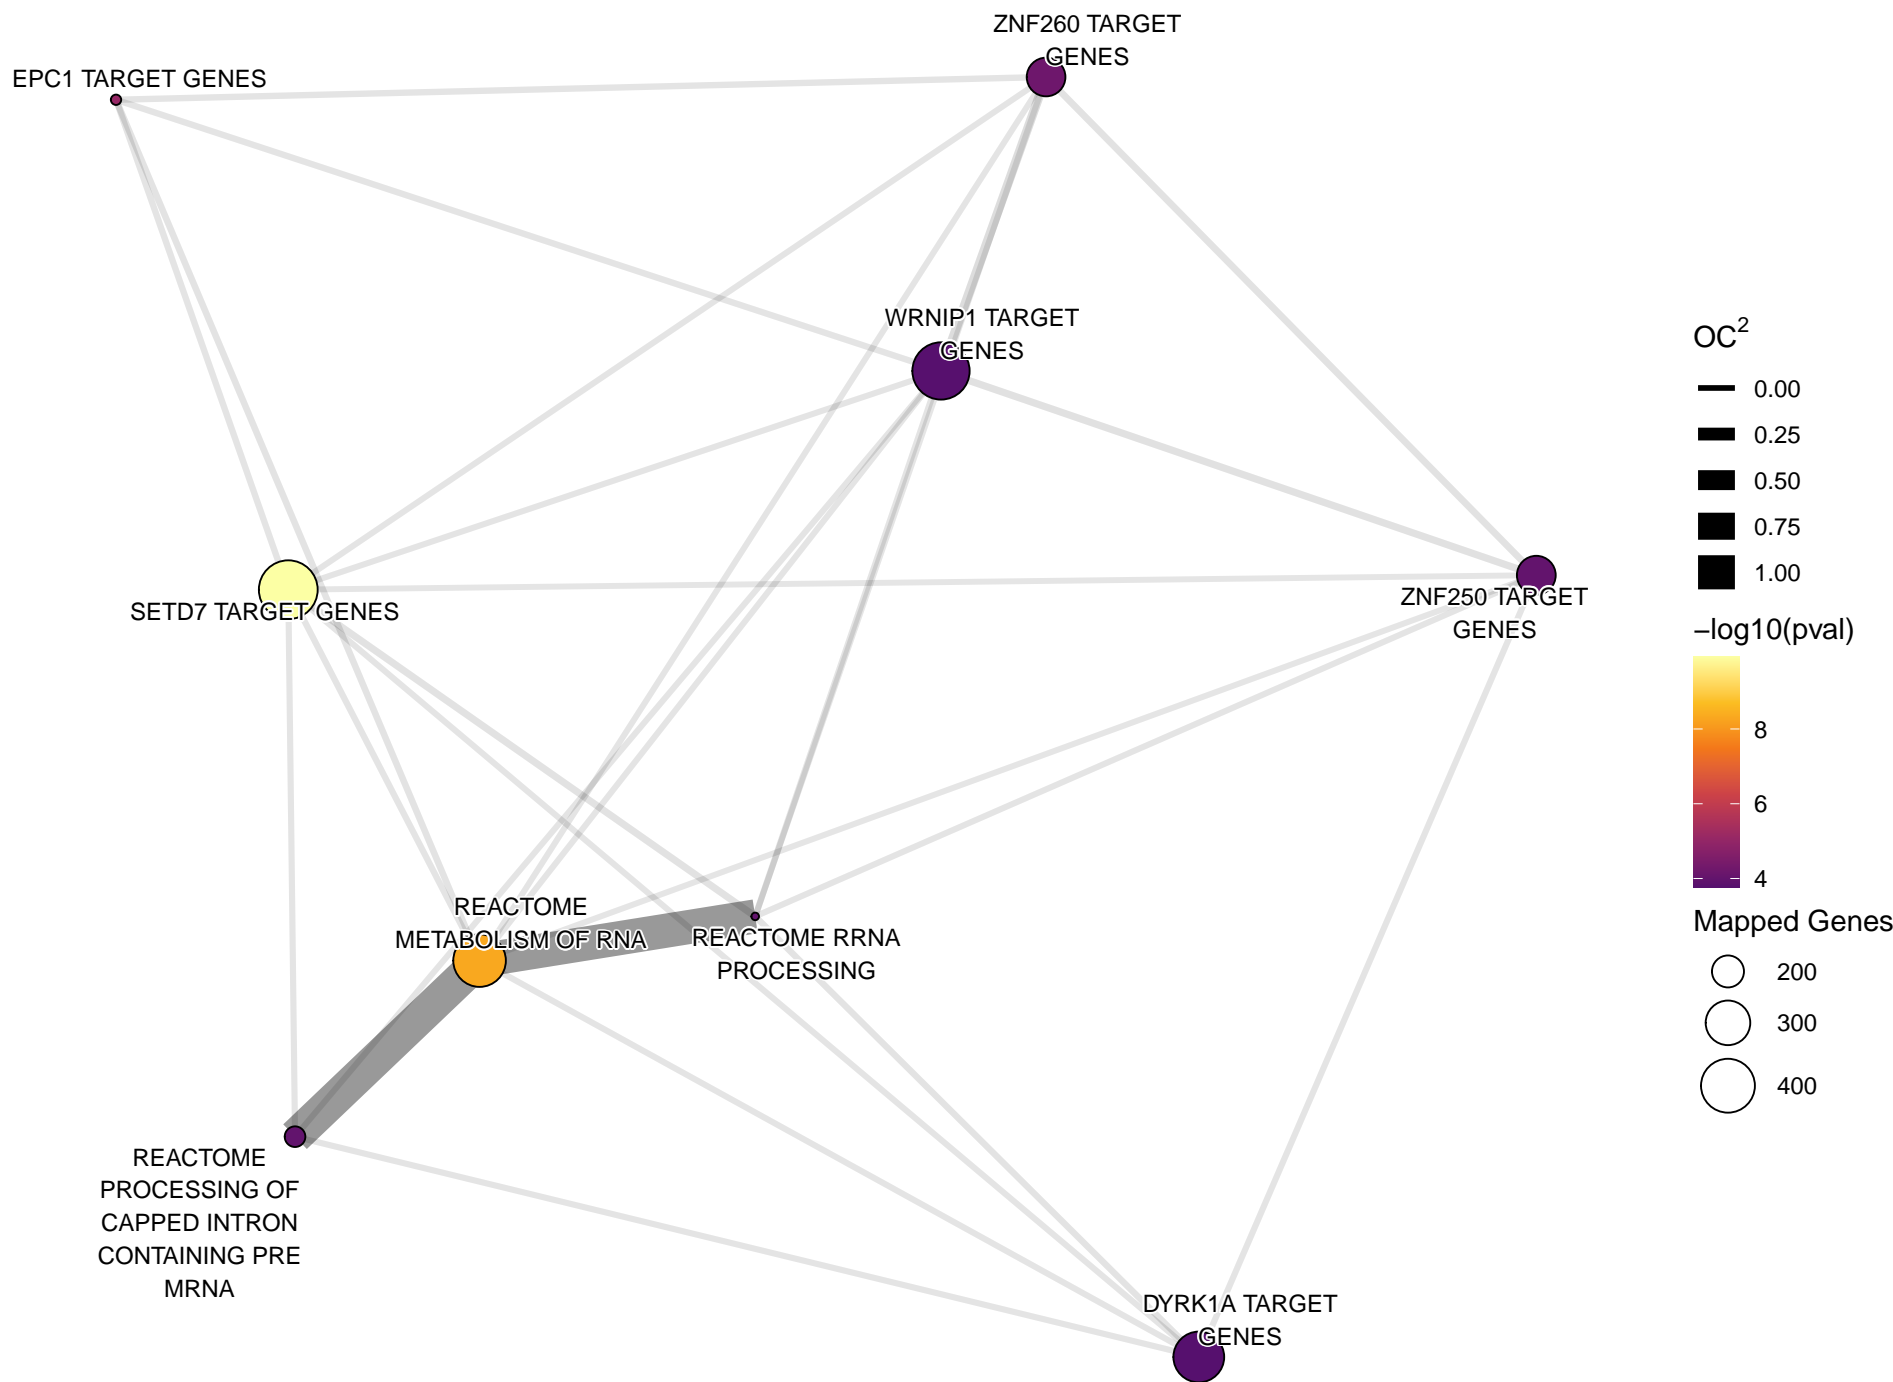 ZNF260 TARGET
GENES
EPC1 TARGET GENES
WRNIP1 TARGET
GENES
SETD7 TARGET GENES
ZNF250 TARGET
GENES
REACTOME
METABOLISM OF RNA
REACTOME RRNA
PROCESSING
REACTOME
PROCESSING OF
CAPPED INTRON
CONTAINING PRE
MRNA
DYRK1A TARGET
GENES
OC²
0.00
0.25
0.50
0.75
1.00
−log10(pval)
8
6
4
Mapped Genes
200
300
400